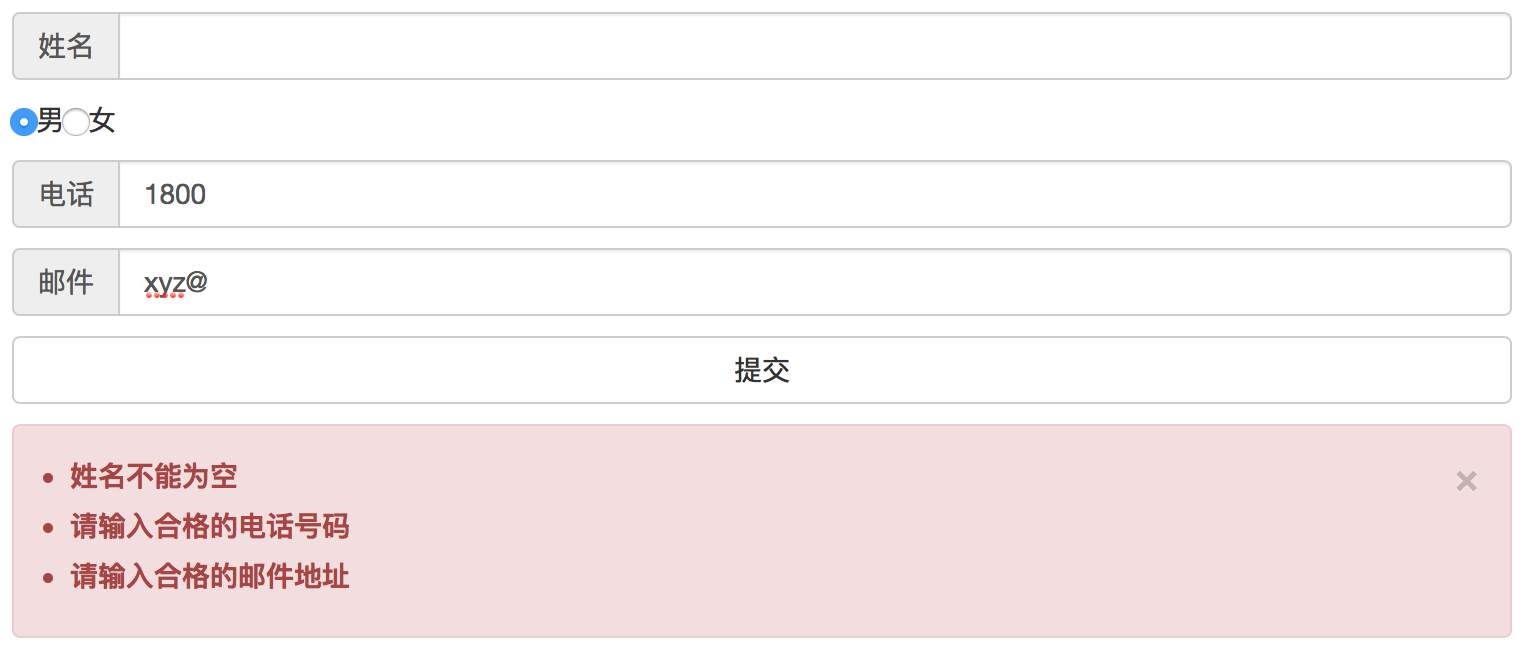 姓名
男女
电话 1800
邮件 xyz@
提交
姓名不能为空
×
请输入合格的电话号码
请输入合格的邮件地址